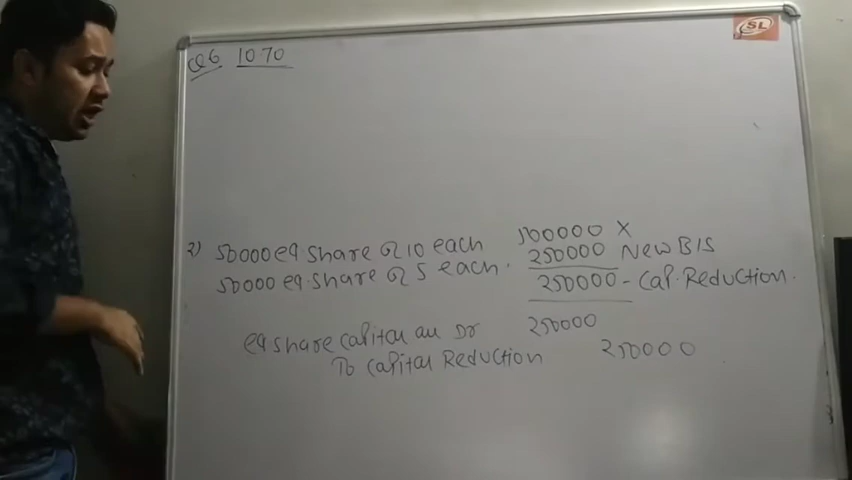 Q6 1070
SL
2) 50000 eq share @ 10 each 500000 X
50000 eq. share @ 5 each. 250000 New B/S
250000 - Cap. Reduction.
eq share capital a/c Dr 250000
To Capital Reduction 250000